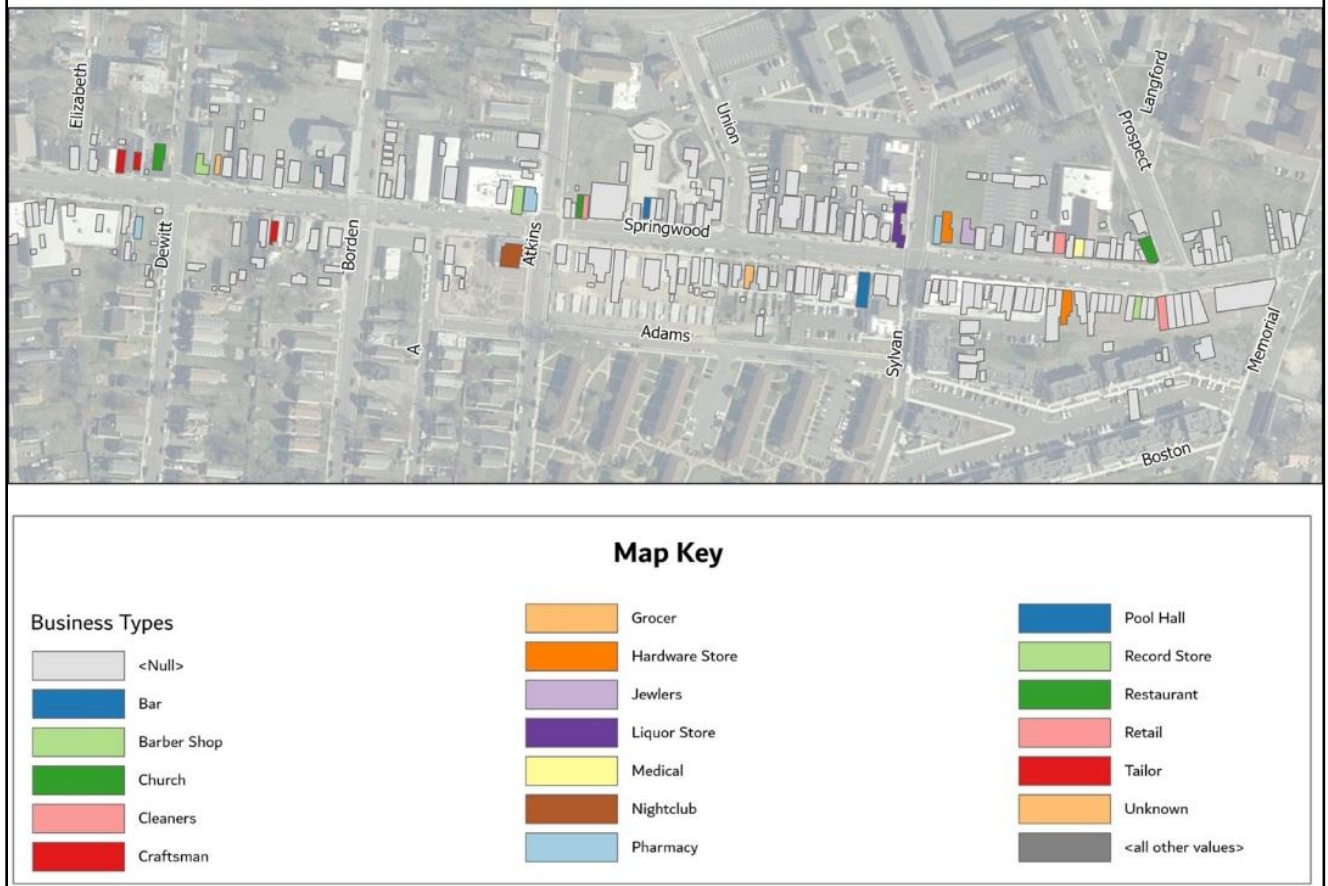 Elizabeth
Dewitt
Borden
A
Atkins
Springwood
Adams
Union
Sylvan
Prospect
Langford
Memorial
Boston
Map Key
Business Types
<Null>
Bar
Barber Shop
Church
Cleaners
Craftsman
Grocer
Hardware Store
Jewlers
Liquor Store
Medical
Nightclub
Pharmacy
Pool Hall
Record Store
Restaurant
Retail
Tailor
Unknown
<all other values>